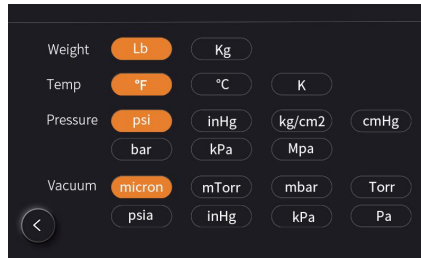 Weight Lb Kg
Temp °F °C K
Pressure psi inHg kg/cm2 cmHg
bar kPa Mpa
Vacuum micron mTorr mbar Torr
psia inHg kPa Pa